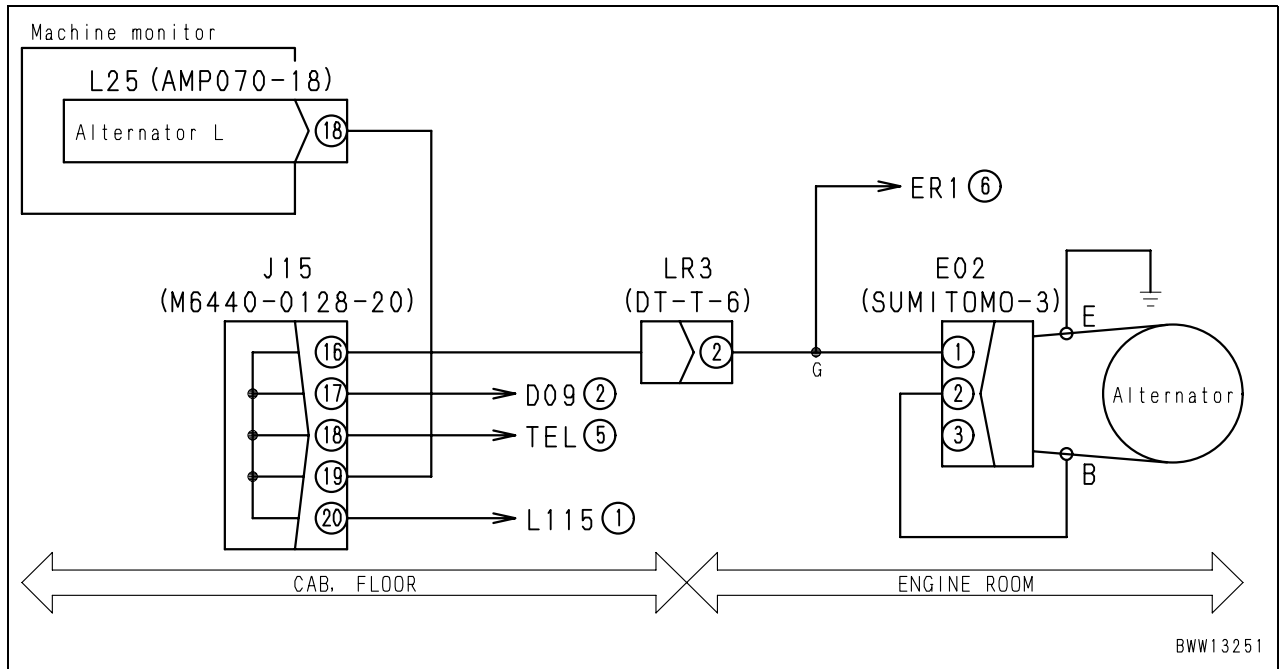 Machine monitor
L25 (AMP070-18)
Alternator L
18
ER1 6
J15
(M6440-0128-20)
LR3
(DT-T-6)
E02
(SUMITOMO-3)
E
16
2
G
1
17
D09 2
2
Alternator
18
TEL 5
3
19
B
20
L115 1
CAB, FLOOR
ENGINE ROOM
BWW13251